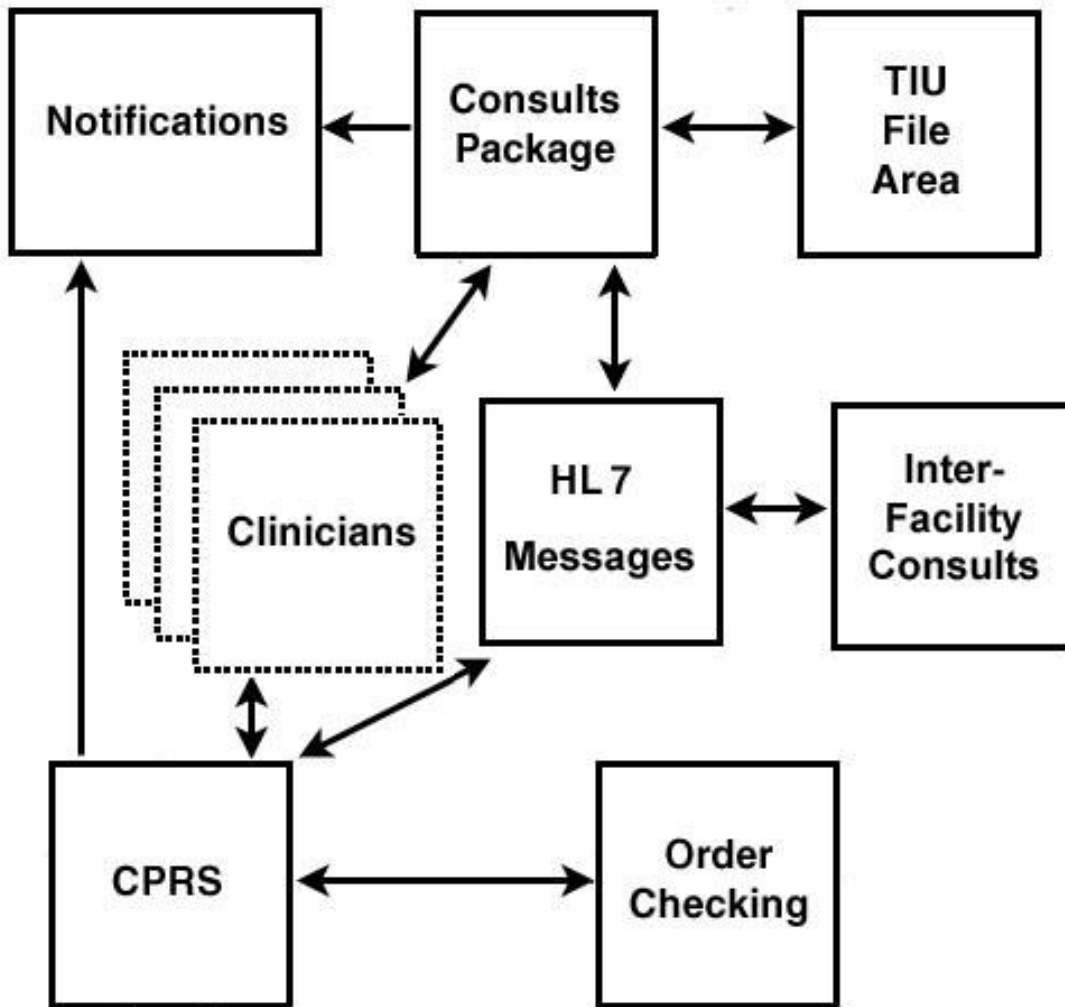 Notifications
Consults
Package
TIU
File
Area
Clinicians
HL 7
Messages
Inter-
Facility
Consults
CPRS
Order
Checking